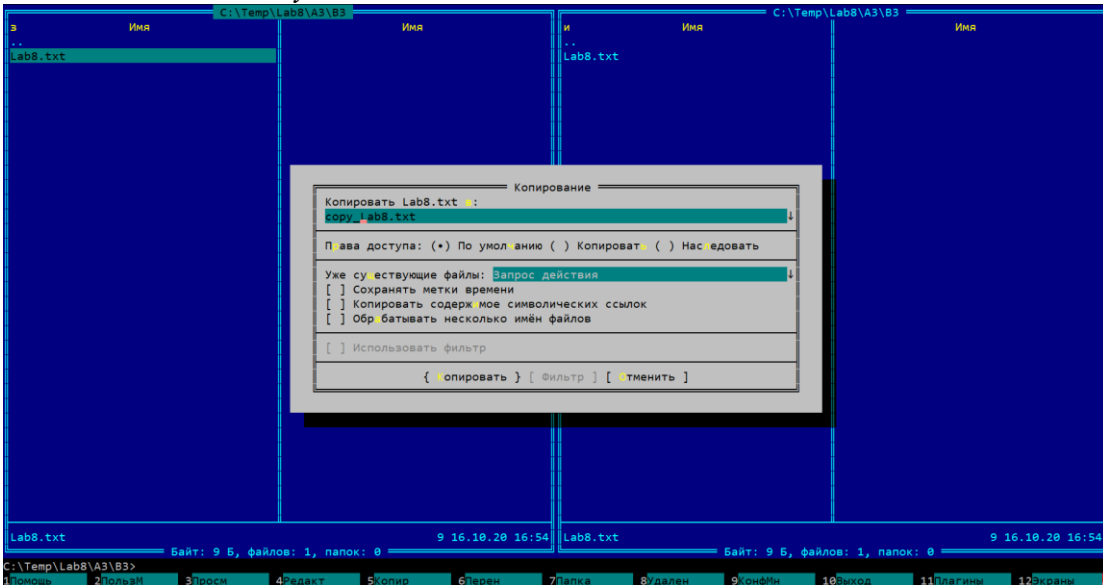 C:\Temp\Lab8\A3\B3 C:\Temp\Lab8\A3\B3
з Имя Имя и Имя Имя
.. ..
Lab8.txt Lab8.txt
Копирование
Копировать Lab8.txt в:
copy_Lab8.txt ↓
Права доступа: (•) По умолчанию ( ) Копировать ( ) Наследовать
Уже существующие файлы: Запрос действия ↓
[ ] Сохранять метки времени
[ ] Копировать содержимое символических ссылок
[ ] Обрабатывать несколько имён файлов
[ ] Использовать фильтр
{ Копировать } [ Фильтр ] [ Отменить ]
Lab8.txt 9 16.10.20 16:54 Lab8.txt 9 16.10.20 16:54
Байт: 9 Б, файлов: 1, папок: 0 Байт: 9 Б, файлов: 1, папок: 0
C:\Temp\Lab8\A3\B3>
1Помощь 2ПользМ 3Просм 4Редакт 5Копир 6Перен 7Папка 8Удален 9КонфМн 10Выход 11Плагины 12Экраны